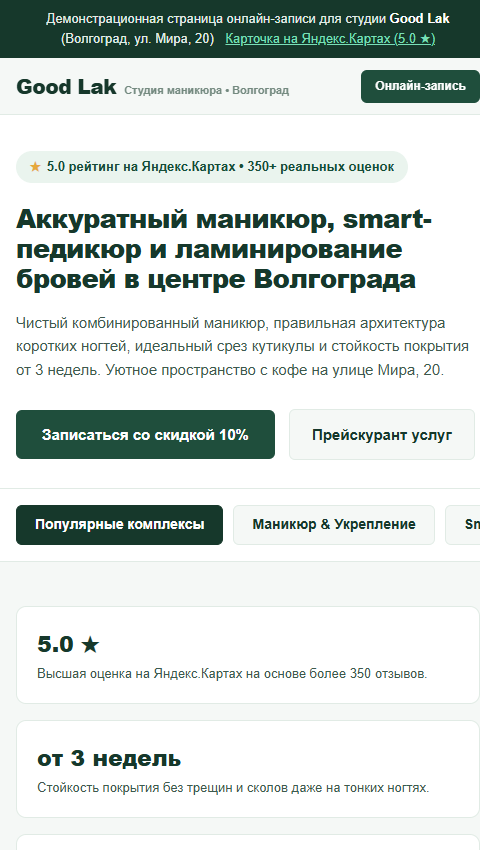 Демонстрационная страница онлайн-записи для студии Good Lak
(Волгоград, ул. Мира, 20) Карточка на Яндекс.Картах (5.0 ★)
Good Lak Студия маникюра • Волгоград
Онлайн-запись
★ 5.0 рейтинг на Яндекс.Картах • 350+ реальных оценок
Аккуратный маникюр, smart-
педикюр и ламинирование
бровей в центре Волгограда
Чистый комбинированный маникюр, правильная архитектура
коротких ногтей, идеальный срез кутикулы и стойкость покрытия
от 3 недель. Уютное пространство с кофе на улице Мира, 20.
Записаться со скидкой 10%
Прейскурант услуг
Популярные комплексы
Маникюр & Укрепление
5.0 ★
Высшая оценка на Яндекс.Картах на основе более 350 отзывов.
от 3 недель
Стойкость покрытия без трещин и сколов даже на тонких ногтях.